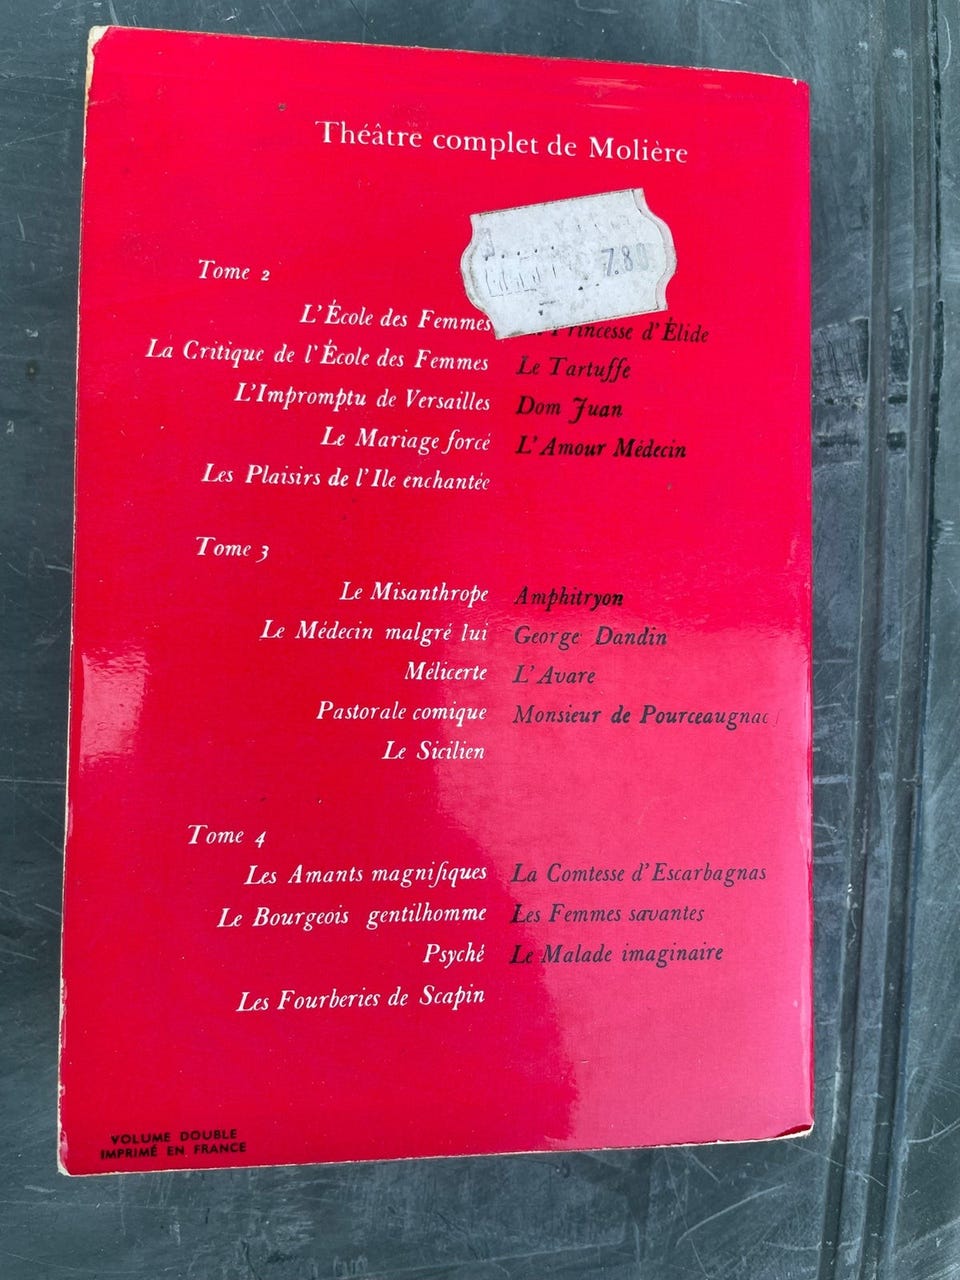 Théâtre complet de Molière
7.80
Tome 2
L'École des Femmes
La Critique de l'École des Femmes
L'Impromptu de Versailles
Le Mariage forcé
Les Plaisirs de l'Ile enchantée
Princesse d'Élide
Le Tartuffe
Dom Juan
L'Amour Médecin
Tome 3
Le Misanthrope
Le Médecin malgré lui
Mélicerte
Pastorale comique
Le Sicilien
Amphitryon
George Dandin
L'Avare
Monsieur de Pourceaugnac
Tome 4
Les Amants magnifiques
Le Bourgeois gentilhomme
Psyché
Les Fourberies de Scapin
La Comtesse d'Escarbagnas
Les Femmes savantes
Le Malade imaginaire
VOLUME DOUBLE
IMPRIMÉ EN FRANCE